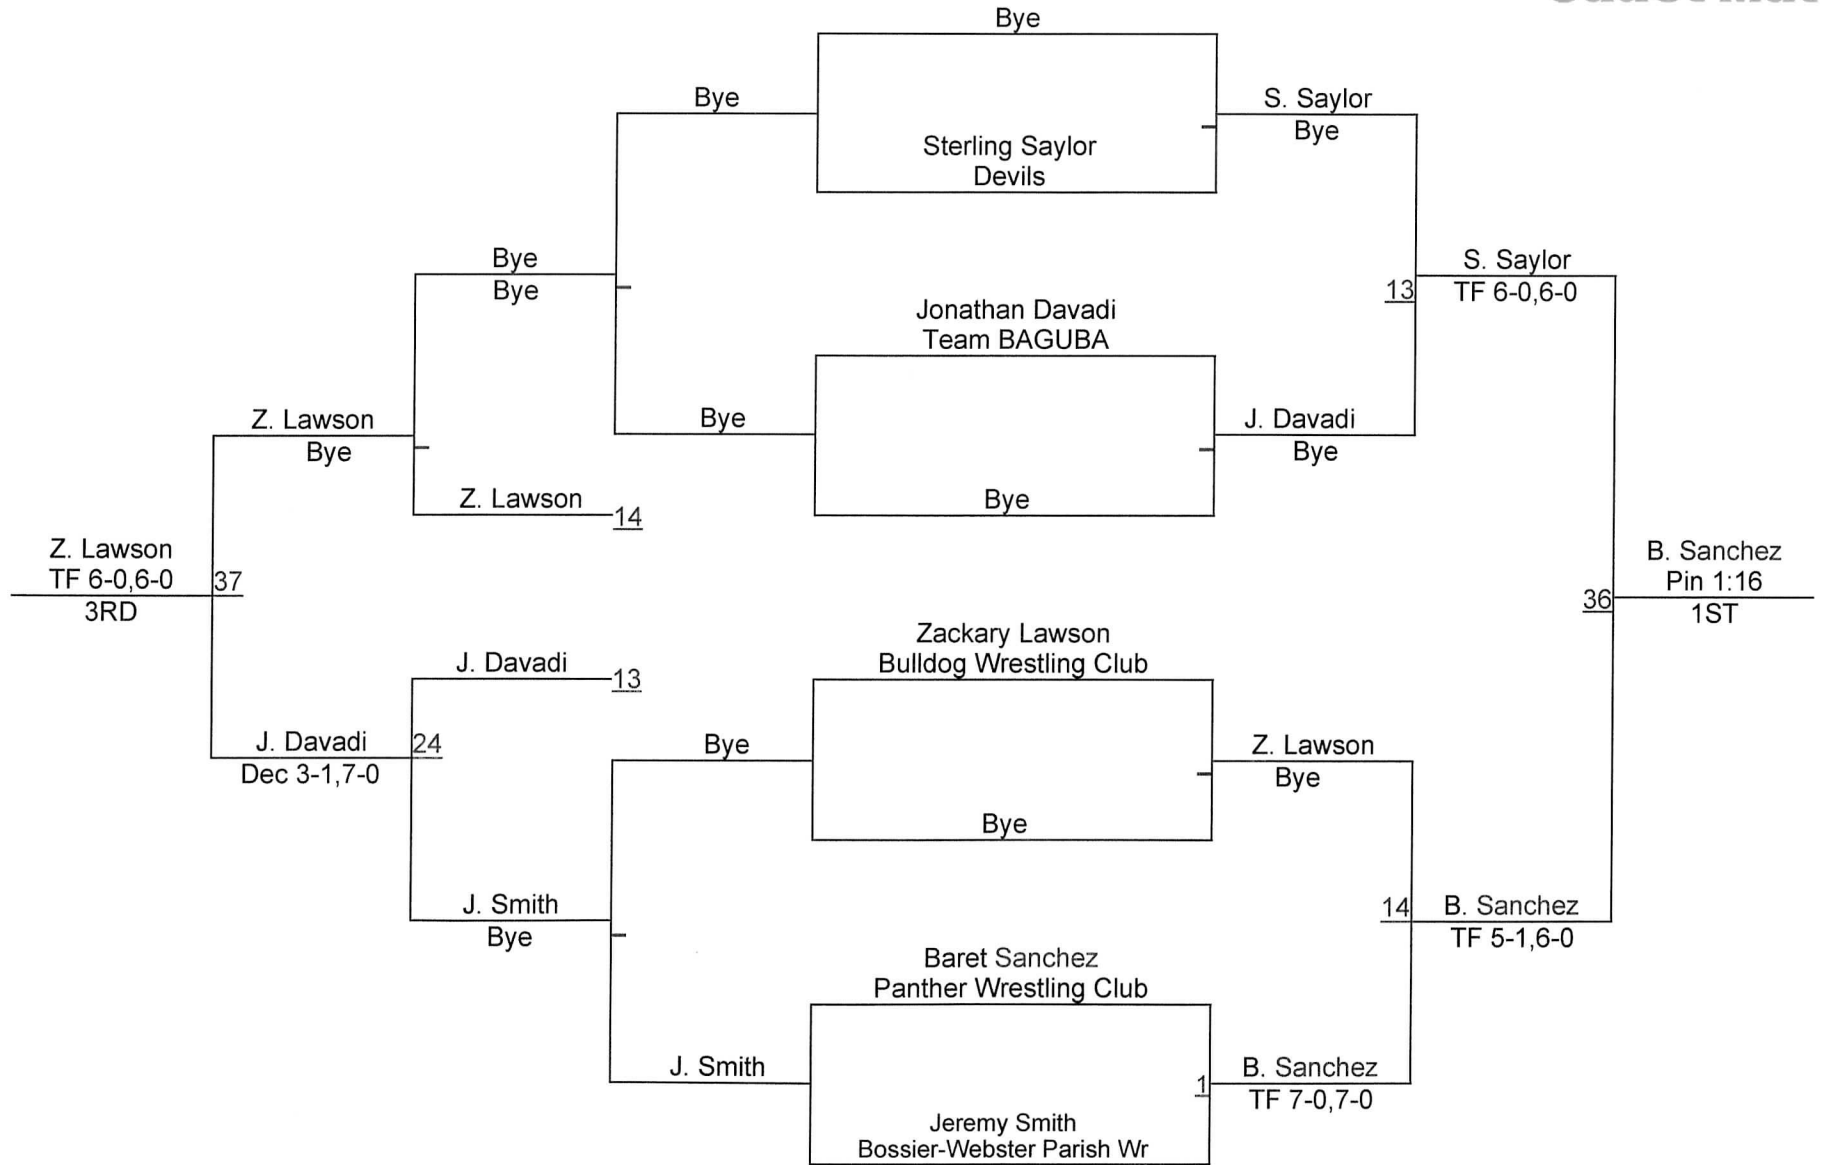 Bye
Bye
S. Saylor
Bye
Sterling Saylor
Devils
Bye
Bye
S. Saylor
TF 6-0,6-0
13
Jonathan Davadi
Team BAGUBA
Z. Lawson
Bye
Bye
J. Davadi
Bye
Z. Lawson
14
Bye
Z. Lawson
TF 6-0,6-0
3RD
37
B. Sanchez
Pin 1:16
1ST
36
Zackary Lawson
Bulldog Wrestling Club
J. Davadi
13
J. Davadi
Dec 3-1,7-0
24
Bye
Z. Lawson
Bye
Bye
J. Smith
Bye
14
B. Sanchez
TF 5-1,6-0
Baret Sanchez
Panther Wrestling Club
J. Smith
1
B. Sanchez
TF 7-0,7-0
Jeremy Smith
Bossier-Webster Parish Wr